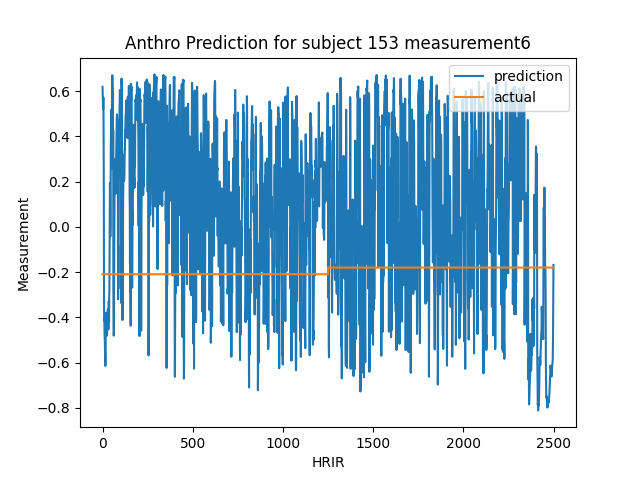 Anthro Prediction for subject 153 measurement6
prediction
actual
0.6
0.4
0.2
0.0
−0.2
−0.4
−0.6
−0.8
Measurement
0 500 1000 1500 2000 2500
HRIR